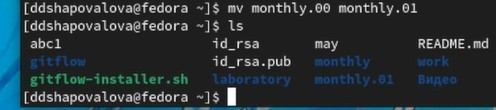 [ddshapovalova@fedora ~]$ mv monthly.00 monthly.01
[ddshapovalova@fedora ~]$ ls
abc1 id_rsa may README.md
gitflow id_rsa.pub monthly work
gitflow-installer.sh laboratory monthly.01 Видео
[ddshapovalova@fedora ~]$